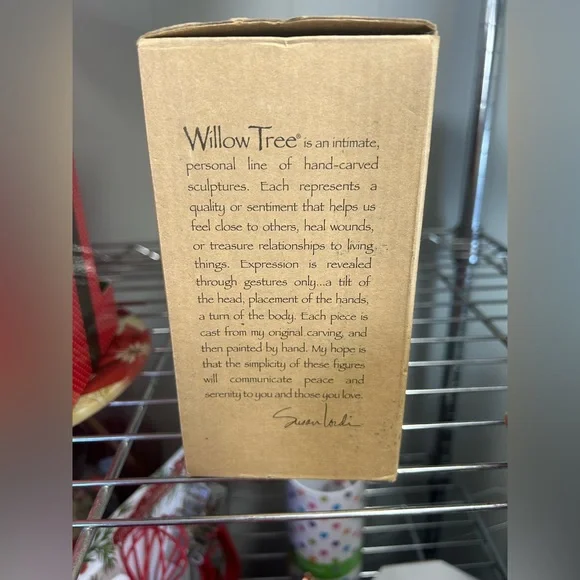 Willow Tree® is an intimate,
personal line of hand-carved
sculptures. Each represents a
quality or sentiment that helps us
feel close to others, heal wounds,
or treasure relationships to living
things. Expression is revealed
through gestures only...a tilt of
the head, placement of the hands,
a turn of the body. Each piece is
cast from my original carving, and
then painted by hand. My hope is
that the simplicity of these figures
will communicate peace and
serenity to you and those you love.
Susan Lordi